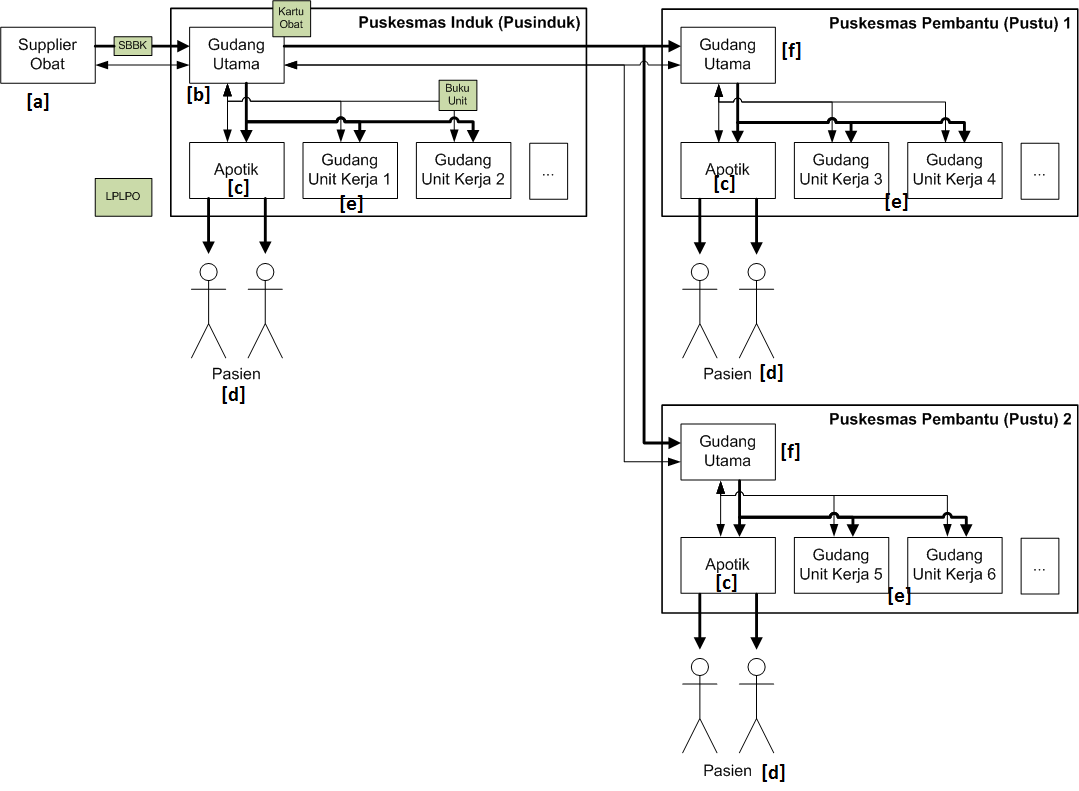 Puskesmas Induk (Pusinduk)
Kartu
Obat
Supplier
Obat
[a]
SBBK
Gudang
Utama
[b]
Buku
Unit
Apotik
[c]
Gudang
Unit Kerja 1
[e]
Gudang
Unit Kerja 2
...
LPLPO
Pasien
[d]
Puskesmas Pembantu (Pustu) 1
Gudang
Utama
[f]
Apotik
[c]
Gudang
Unit Kerja 3
Gudang
Unit Kerja 4
[e]
...
Pasien
[d]
Puskesmas Pembantu (Pustu) 2
Gudang
Utama
[f]
Apotik
[c]
Gudang
Unit Kerja 5
Gudang
Unit Kerja 6
[e]
...
Pasien
[d]